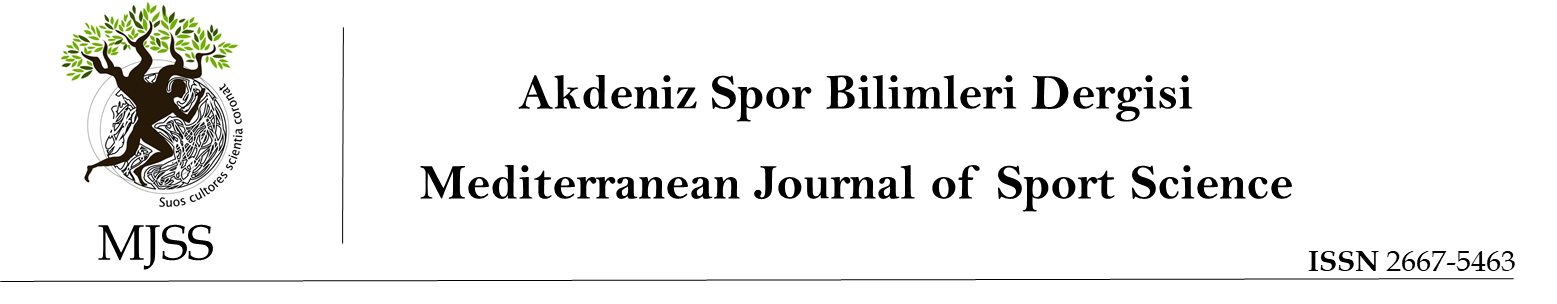 Akdeniz Spor Bilimleri Dergisi
Mediterranean Journal of Sport Science
Suos cultores scientia coronat
MJSS
ISSN 2667-5463